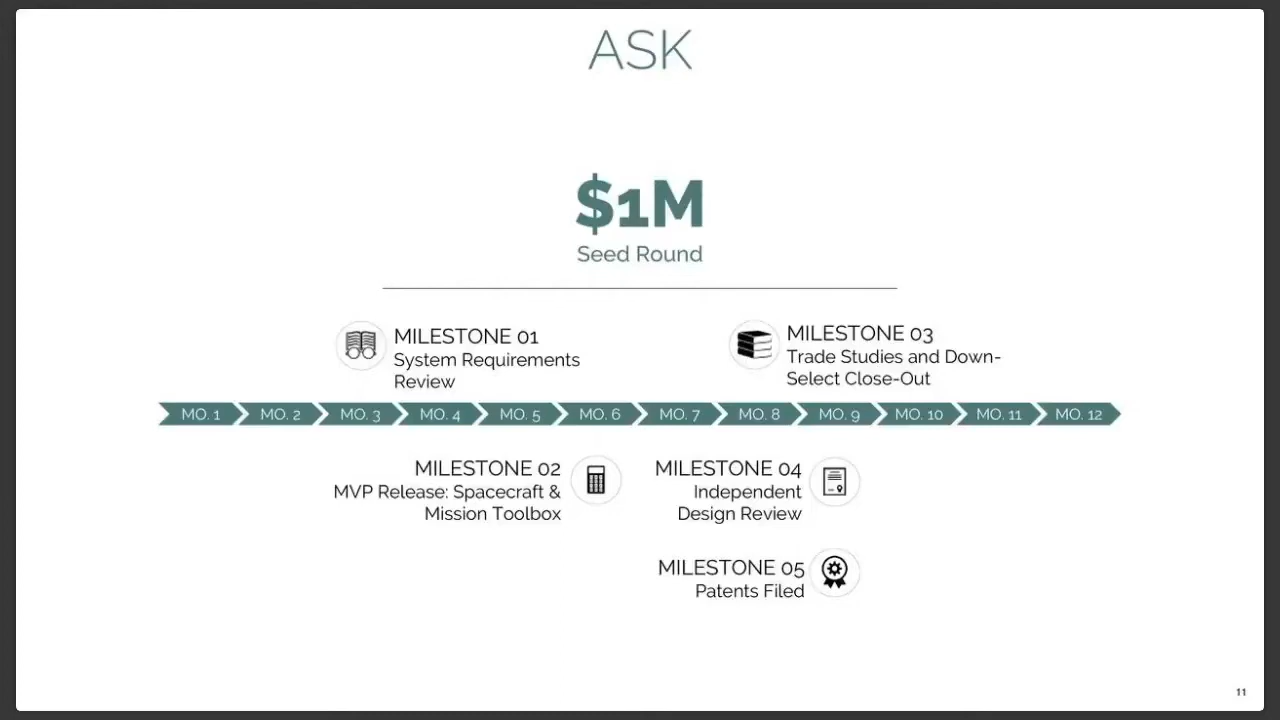 ASK
$1M
Seed Round
MILESTONE 01
System Requirements
Review
MILESTONE 03
Trade Studies and Down-
Select Close-Out
MO. 1 MO. 2 MO. 3 MO. 4 MO. 5 MO. 6 MO. 7 MO. 8 MO. 9 MO. 10 MO. 11 MO. 12
MILESTONE 02
MVP Release: Spacecraft &
Mission Toolbox
MILESTONE 04
Independent
Design Review
MILESTONE 05
Patents Filed
11